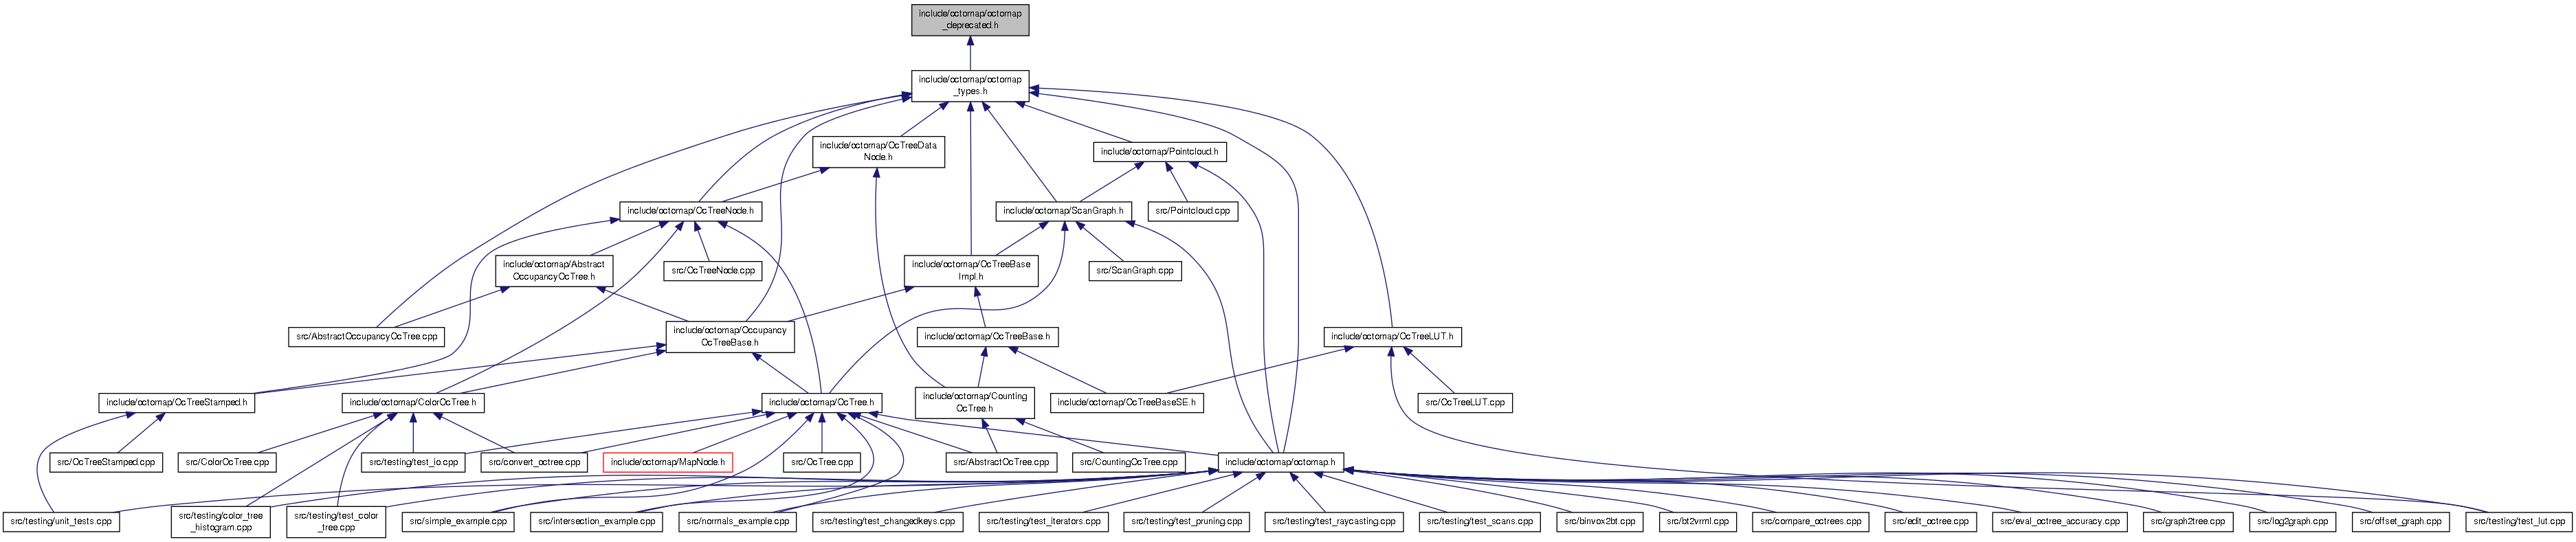 include/octomap/octomap
_deprecated.h
include/octomap/octomap
_types.h
include/octomap/OcTreeData
Node.h
include/octomap/Pointcloud.h
include/octomap/OcTreeNode.h
include/octomap/ScanGraph.h
src/Pointcloud.cpp
include/octomap/Abstract
OccupancyOcTree.h
src/OcTreeNode.cpp
include/octomap/OcTreeBase
Impl.h
src/ScanGraph.cpp
src/AbstractOccupancyOcTree.cpp
include/octomap/Occupancy
OcTreeBase.h
include/octomap/OcTreeBase.h
include/octomap/OcTreeLUT.h
include/octomap/OcTreeStamped.h
include/octomap/ColorOcTree.h
include/octomap/OcTree.h
include/octomap/Counting
OcTree.h
include/octomap/OcTreeBaseSE.h
src/OcTreeLUT.cpp
src/OcTreeStamped.cpp
src/ColorOcTree.cpp
src/testing/test_io.cpp
src/convert_octree.cpp
include/octomap/MapNode.h
src/OcTree.cpp
src/AbstractOcTree.cpp
src/CountingOcTree.cpp
include/octomap/octomap.h
src/testing/unit_tests.cpp
src/testing/color_tree
_histogram.cpp
src/testing/test_color
_tree.cpp
src/simple_example.cpp
src/intersection_example.cpp
src/normals_example.cpp
src/testing/test_changedkeys.cpp
src/testing/test_iterators.cpp
src/testing/test_pruning.cpp
src/testing/test_raycasting.cpp
src/testing/test_scans.cpp
src/binvox2bt.cpp
src/bt2vrml.cpp
src/compare_octrees.cpp
src/edit_octree.cpp
src/eval_octree_accuracy.cpp
src/graph2tree.cpp
src/log2graph.cpp
src/offset_graph.cpp
src/testing/test_lut.cpp